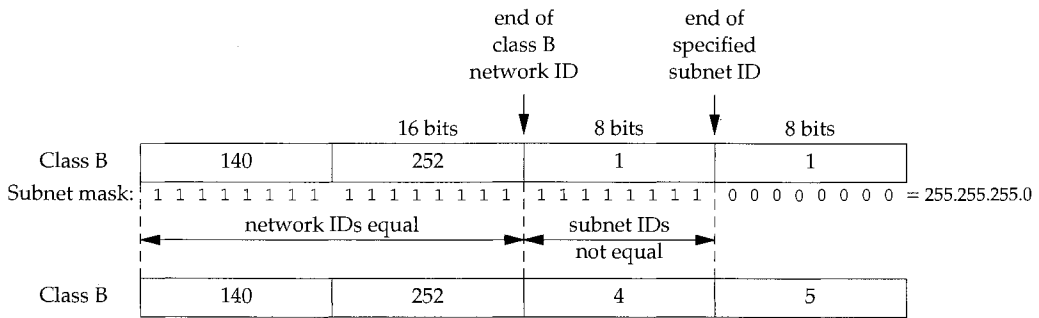 end of
class B
network ID
end of
specified
subnet ID
16 bits 8 bits 8 bits
Class B 140 252 1 1
Subnet mask: 1 1 1 1 1 1 1 1 1 1 1 1 1 1 1 1 1 1 1 1 1 1 1 1 0 0 0 0 0 0 0 0 = 255.255.255.0
network IDs equal subnet IDs
not equal
Class B 140 252 4 5